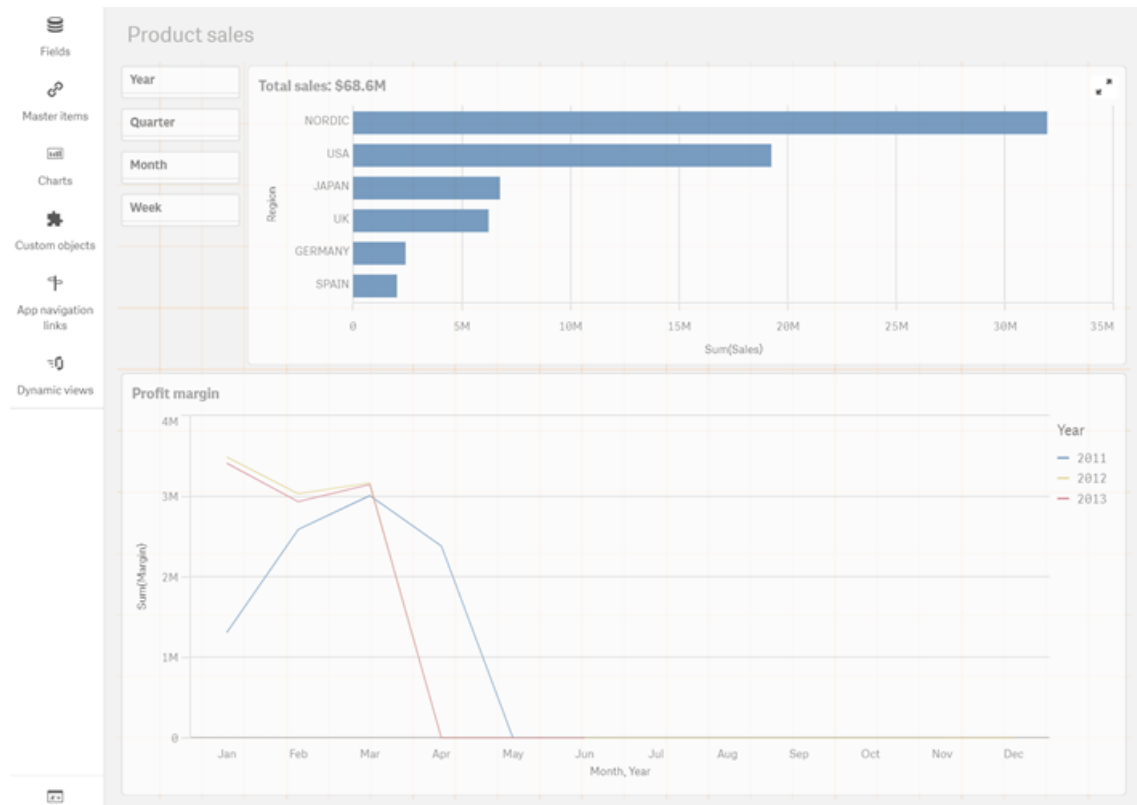 Fields
Master items
Charts
Custom objects
App navigation
links
Dynamic views
Product sales
Year
Quarter
Month
Week
Total sales: $68.6M
Region
NORDIC
USA
JAPAN
UK
GERMANY
SPAIN
0 5M 10M 15M 20M 25M 30M 35M
Sum(Sales)
Profit margin
Sum(Margin)
4M
3M
2M
1M
0
Jan Feb Mar Apr May Jun Jul Aug Sep Oct Nov Dec
Month, Year
Year
2011
2012
2013